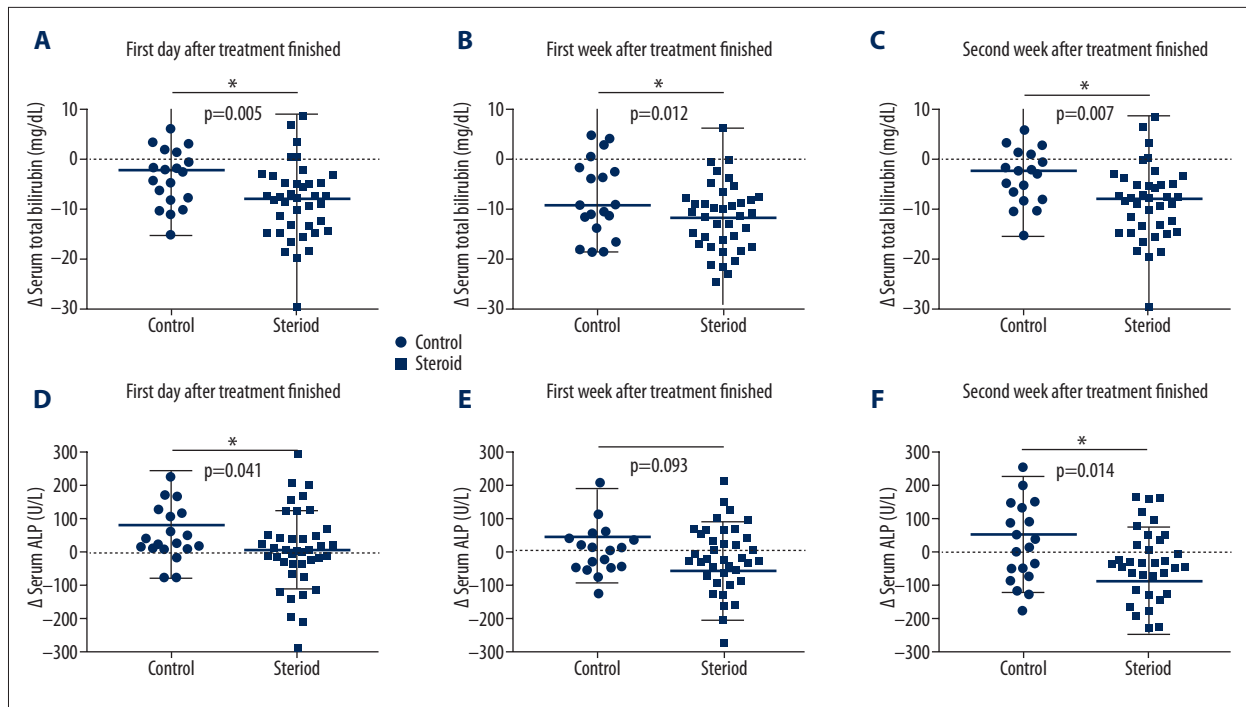 A
First day after treatment finished
*
p=0.005
Δ Serum total bilirubin (mg/dL)
10
0
−10
−20
−30
Control
Steriod
B
First week after treatment finished
*
p=0.012
Δ Serum total bilirubin (mg/dL)
10
0
−10
−20
−30
Control
Steriod
C
Second week after treatment finished
*
p=0.007
Δ Serum total bilirubin (mg/dL)
10
0
−10
−20
−30
Control
Steriod
Control
Steroid
D
First day after treatment finished
*
p=0.041
Δ Serum ALP (U/L)
300
200
100
0
−100
−200
−300
Control
Steriod
E
First week after treatment finished
p=0.093
Δ Serum ALP (U/L)
300
200
100
0
−100
−200
−300
Control
Steriod
F
Second week after treatment finished
*
p=0.014
Δ Serum ALP (U/L)
300
200
100
0
−100
−200
−300
Control
Steriod